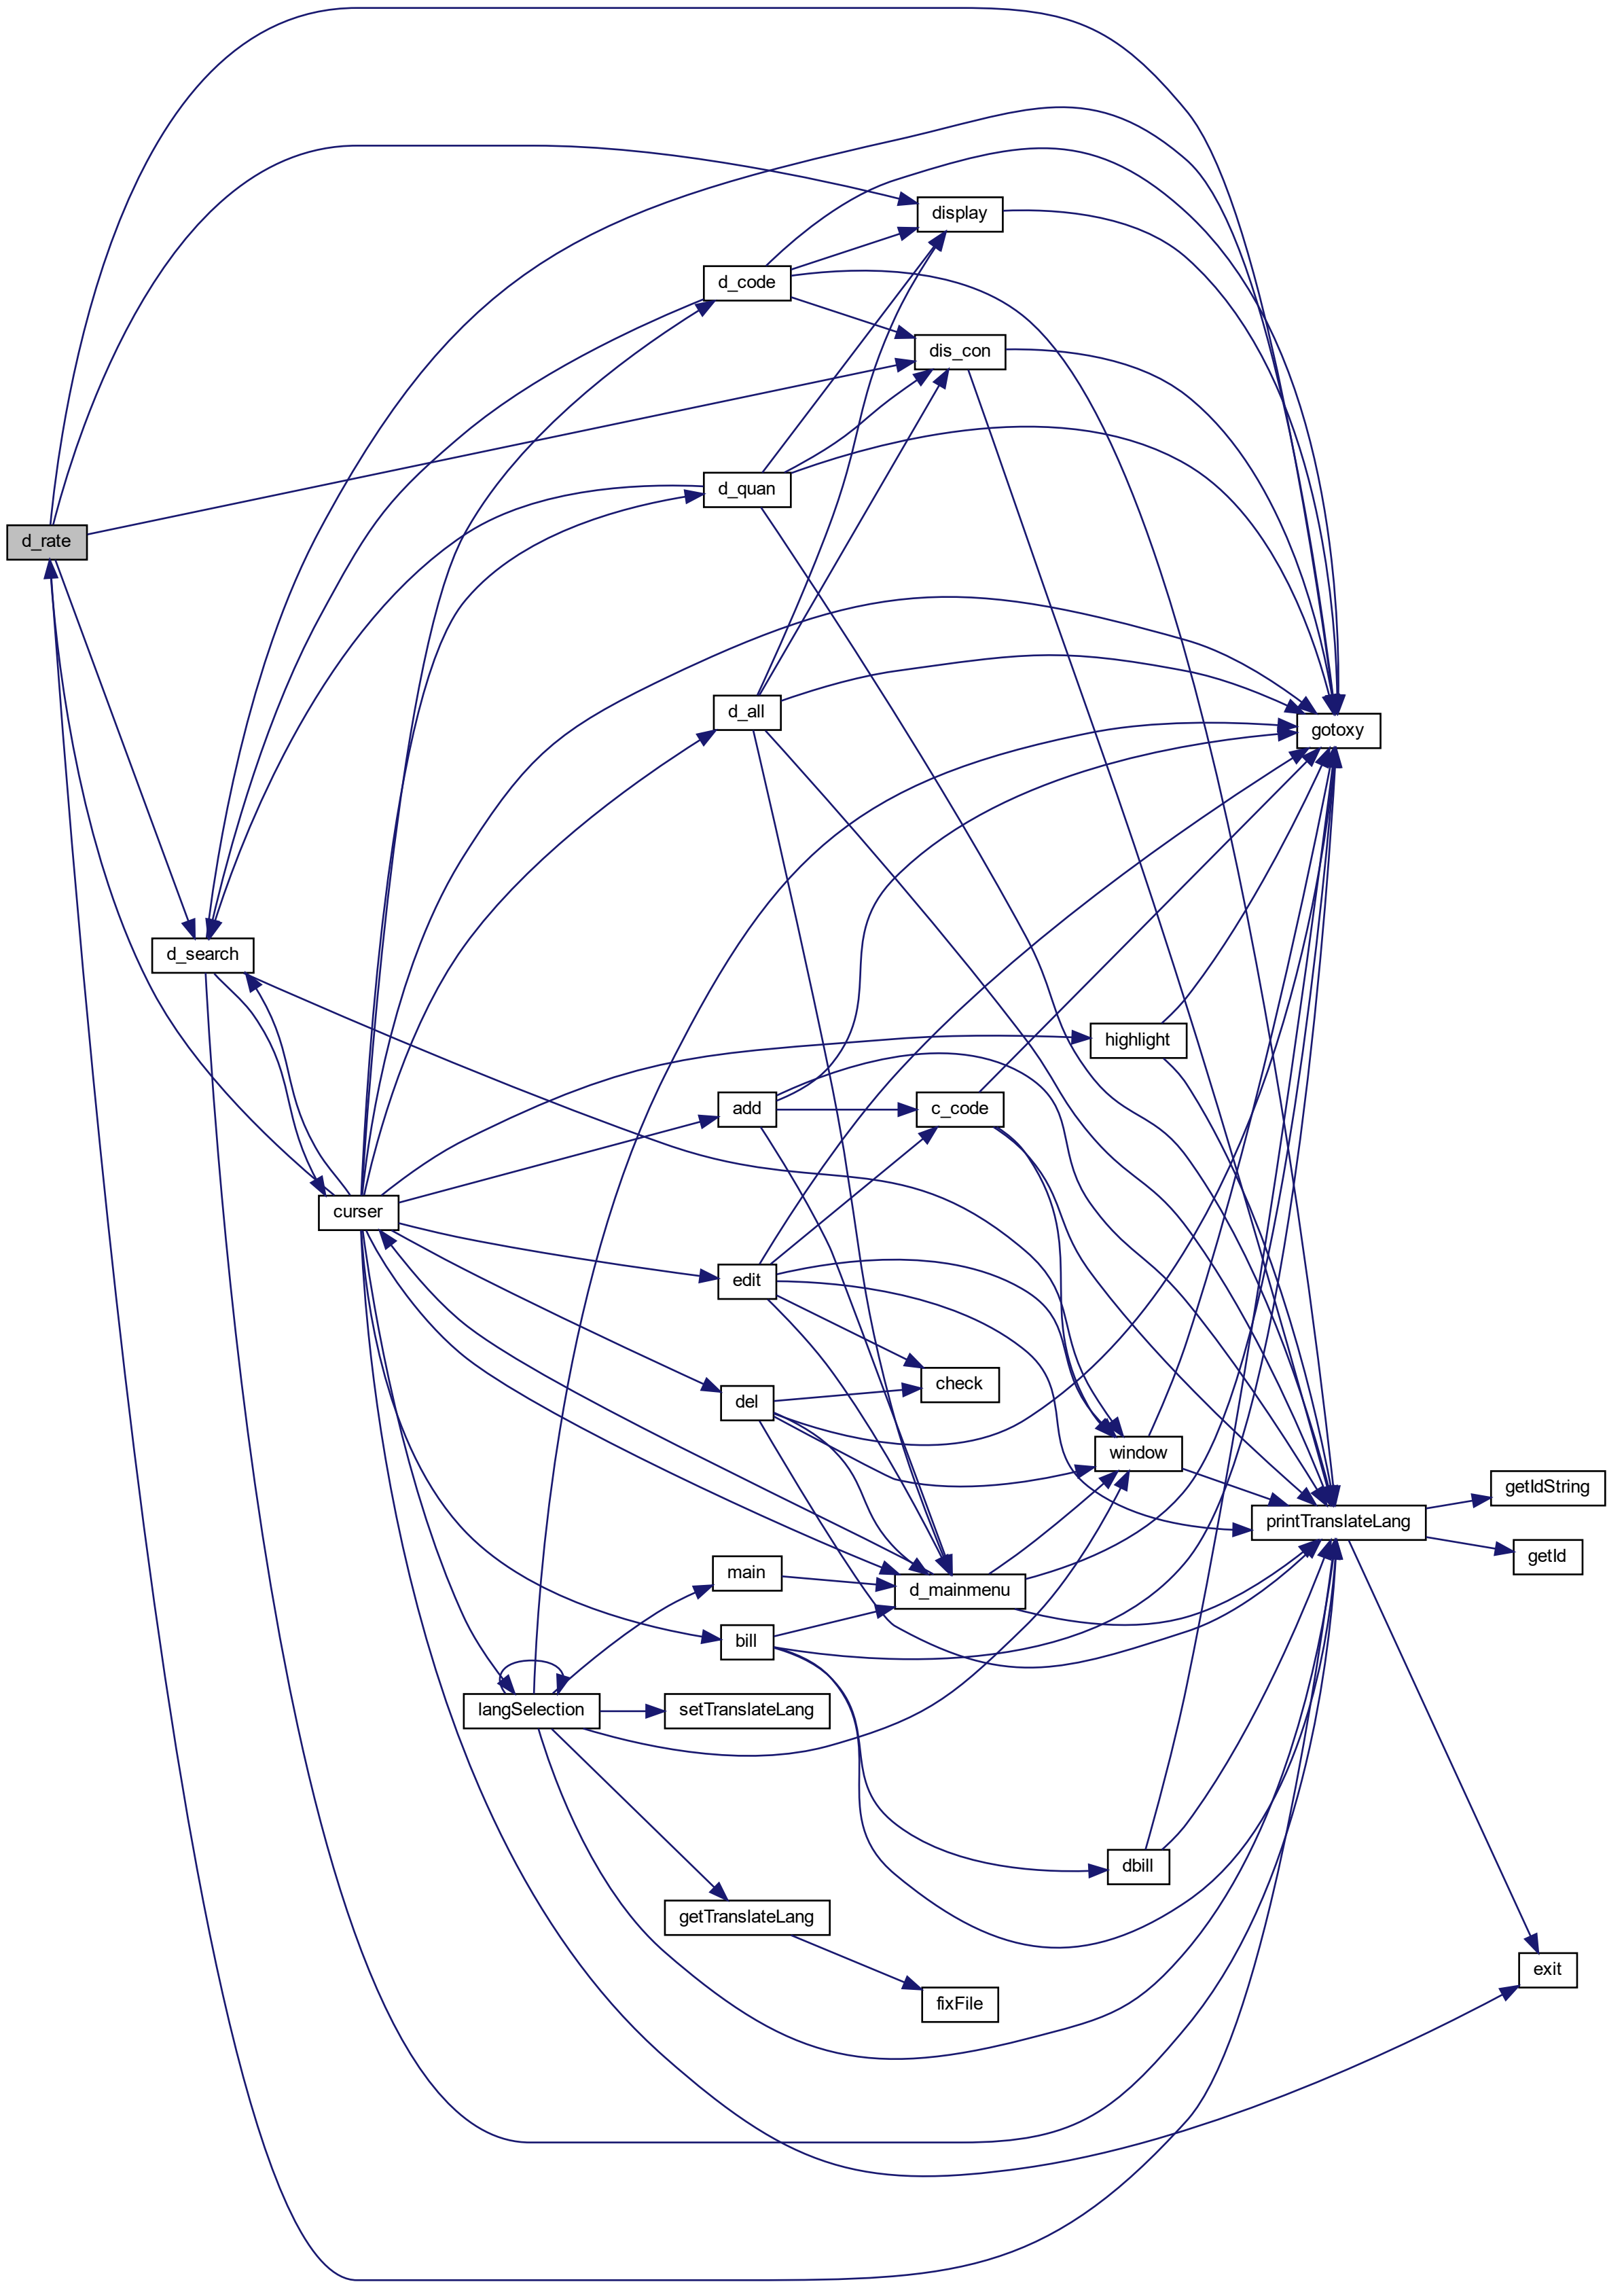 display
d_code
dis_con
d_quan
d_rate
d_all
gotoxy
d_search
highlight
add
c_code
curser
edit
check
del
window
getIdString
printTranslateLang
getId
main
d_mainmenu
bill
langSelection
setTranslateLang
dbill
getTranslateLang
exit
fixFile